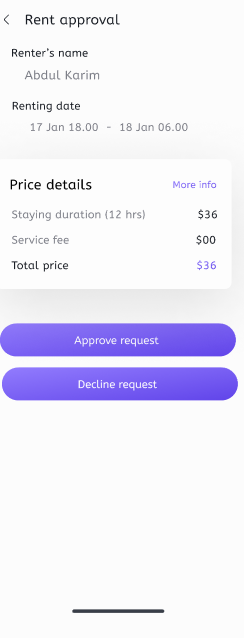 Rent approval
Renter's name
Abdul Karim
Renting date
17 Jan 18.00 - 18 Jan 06.00
Price details More info
Staying duration (12 hrs) $36
Service fee $00
Total price $36
Approve request
Decline request